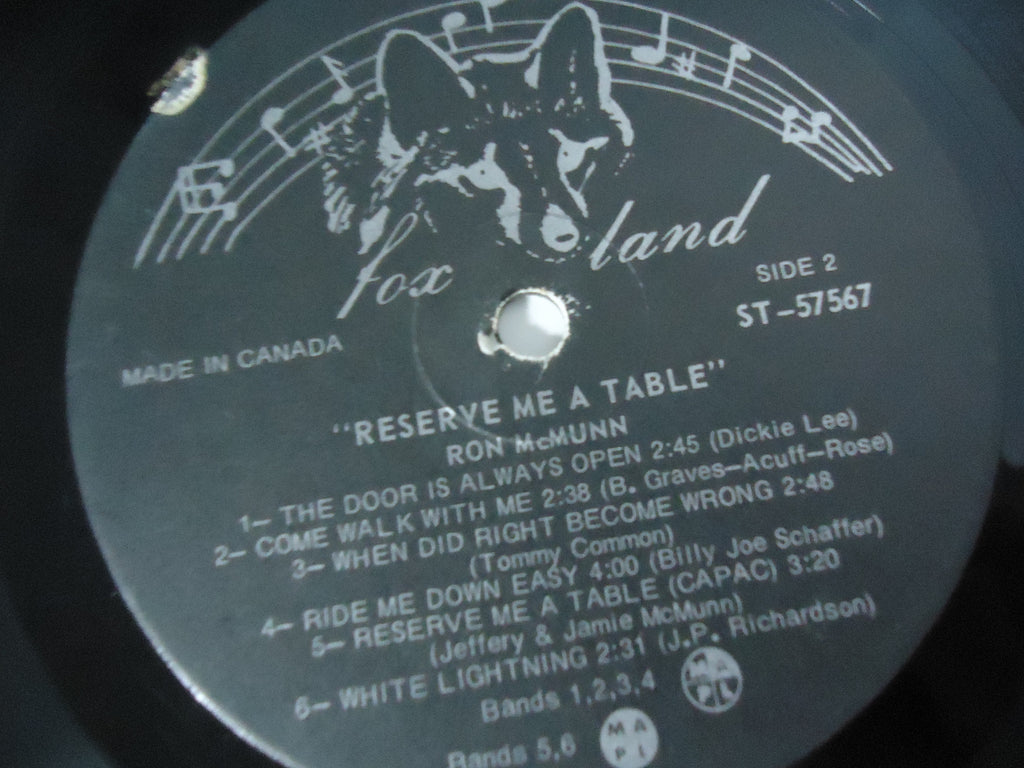 fox land
SIDE 2
ST-57567
MADE IN CANADA
"RESERVE ME A TABLE"
RON McMUNN
1- THE DOOR IS ALWAYS OPEN 2:45 (Dickie Lee)
2- COME WALK WITH ME 2:38 (B. Graves-Acuff-Rose)
3- WHEN DID RIGHT BECOME WRONG 2:48
(Tommy Common)
4- RIDE ME DOWN EASY 4:00 (Billy Joe Schaffer)
5- RESERVE ME A TABLE (CAPAC) 3:20
(Jeffery & Jamie McMunn)
6- WHITE LIGHTNING 2:31 (J.P. Richardson)
Bands 1,2,3,4 M A P L
Bands 5,6 M A P L